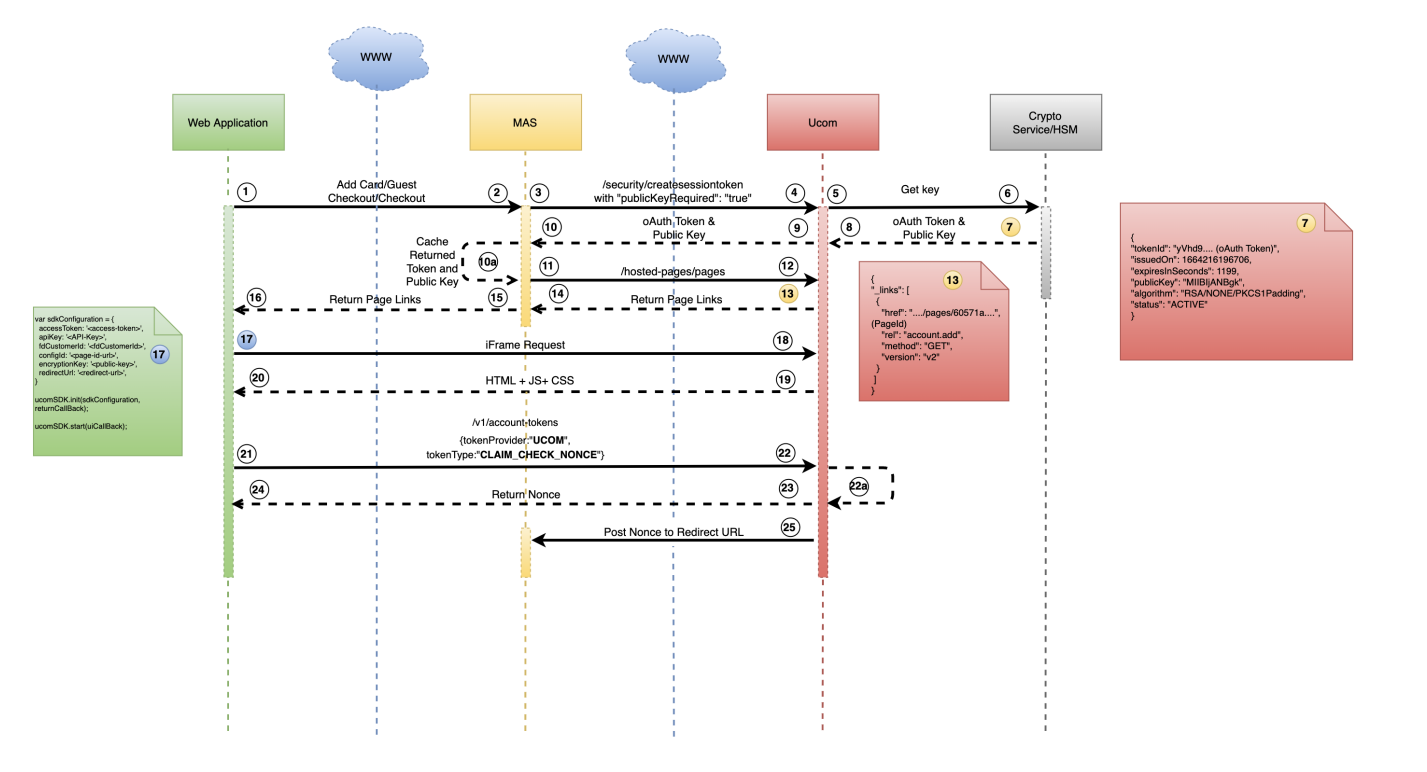 WWW
WWW
Web Application
MAS
Ucom
Crypto
Service/HSM
1
Add Card/Guest
Checkout/Checkout
2
3
/security/createsessiontoken
with "publicKeyRequired": "true"
4
5
Get key
6
10
oAuth Token &
Public Key
9
8
oAuth Token &
Public Key
7
Cache
Returned
Token and
Public Key
10a
11
/hosted-pages/pages
12
16
Return Page Links
15
14
Return Page Links
13
7
{
"tokenId": "yVhd9.... (oAuth Token)",
"issuedOn": 1664216196706,
"expiresInSeconds": 1199,
"publicKey": "MIIBIjANBgk",
"algorithm": "RSA/NONE/PKCS1Padding",
"status": "ACTIVE"
}
13
{
"_links": [
{
"href": "..../pages/60571a....",
(PageId)
"rel": "account.add",
"method": "GET",
"version": "v2"
}
]
}
var sdkConfiguration = {
accessToken: '<access-token>',
apiKey: '<API-Key>',
fdCustomerId: '<fdCustomerId>',
configId: '<page-id-url>',
encryptionKey: '<public-key>',
redirectUrl: '<redirect-url>',
}
ucomSDK.init(sdkConfiguration,
returnCallBack);
ucomSDK.start(uiCallBack);
17
17
iFrame Request
18
20
HTML + JS+ CSS
19
/v1/account-tokens
{tokenProvider:"UCOM",
tokenType:"CLAIM_CHECK_NONCE"}
21
22
22a
24
Return Nonce
23
Post Nonce to Redirect URL
25